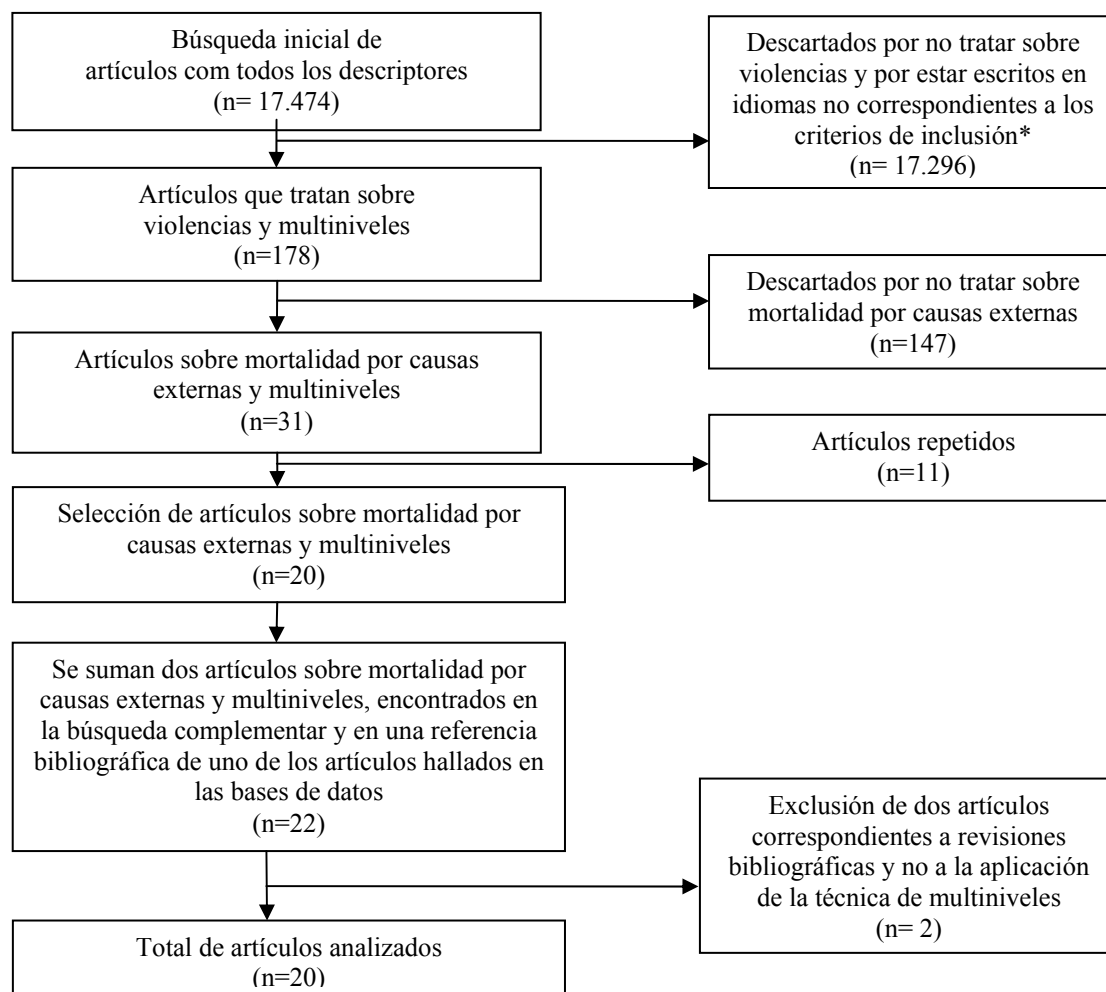 Búsqueda inicial de
artículos com todos los descriptores
(n= 17.474)
Descartados por no tratar sobre
violencias y por estar escritos en
idiomas no correspondientes a los
criterios de inclusión*
(n= 17.296)
Artículos que tratan sobre
violencias y multiniveles
(n=178)
Descartados por no tratar sobre
mortalidad por causas externas
(n=147)
Artículos sobre mortalidad por causas
externas y multiniveles
(n=31)
Artículos repetidos
(n=11)
Selección de artículos sobre mortalidad por
causas externas y multiniveles
(n=20)
Se suman dos artículos sobre mortalidad por
causas externas y multiniveles, encontrados en
la búsqueda complementar y en una referencia
bibliográfica de uno de los artículos hallados en
las bases de datos
(n=22)
Exclusión de dos artículos
correspondientes a revisiones
bibliográficas y no a la aplicación
de la técnica de multiniveles
(n= 2)
Total de artículos analizados
(n=20)